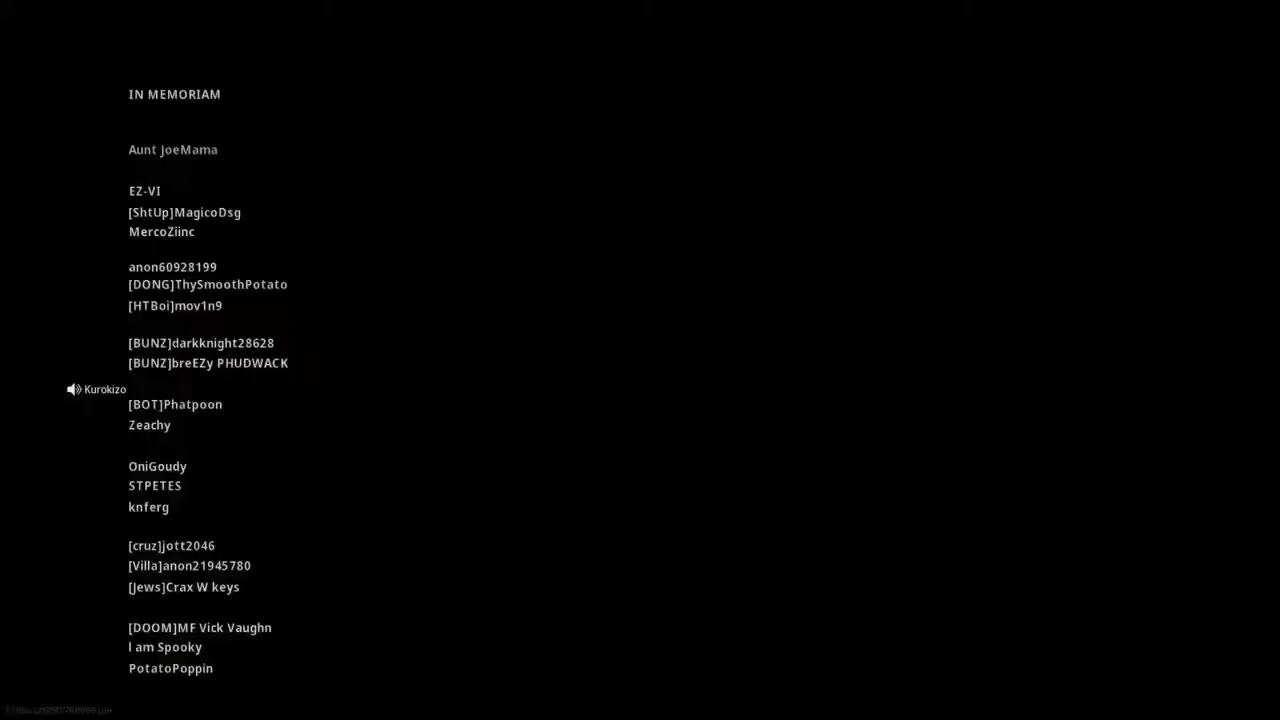 IN MEMORIAM
Aunt JoeMama
EZ-VI
[ShtUp]MagicoDsg
MercoZiinc
anon60928199
[DONG]ThySmoothPotato
[HTBoi]mov1n9
[BUNZ]darkknight28628
[BUNZ]breEZy PHUDWACK
Kurokizo
[BOT]Phatpoon
Zeachy
OniGoudy
STPETES
knferg
[cruz]jott2046
[Villa]anon21945780
[Jews]Crax W keys
[DOOM]MF Vick Vaughn
I am Spooky
PotatoPoppin